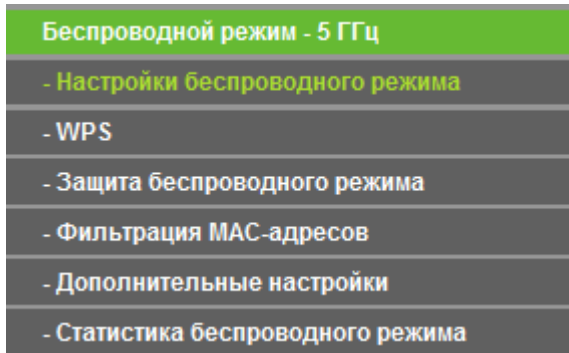 Беспроводной режим - 5 ГГц
- Настройки беспроводного режима
- WPS
- Защита беспроводного режима
- Фильтрация MAC-адресов
- Дополнительные настройки
- Статистика беспроводного режима